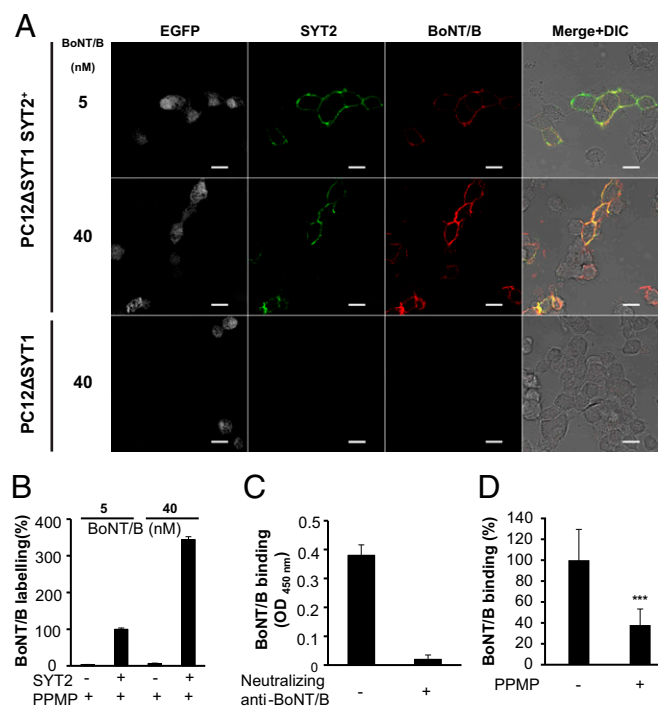 A
BoNT/B
(nM)
EGFP SYT2 BoNT/B Merge+DIC
PC12ΔSYT1 SYT2⁺
5
40
PC12ΔSYT1
40
B
5 40
BoNT/B (nM)
BoNT/B labelling(%)
400
300
200
100
0
SYT2 - + - +
PPMP + + + +
C
BoNT/B binding
(OD 450 nm)
0.5
0.4
0.3
0.2
0.1
0
Neutralizing
anti-BoNT/B - +
D
BoNT/B binding (%)
140
120
100
80
60
40
20
0
***
PPMP - +